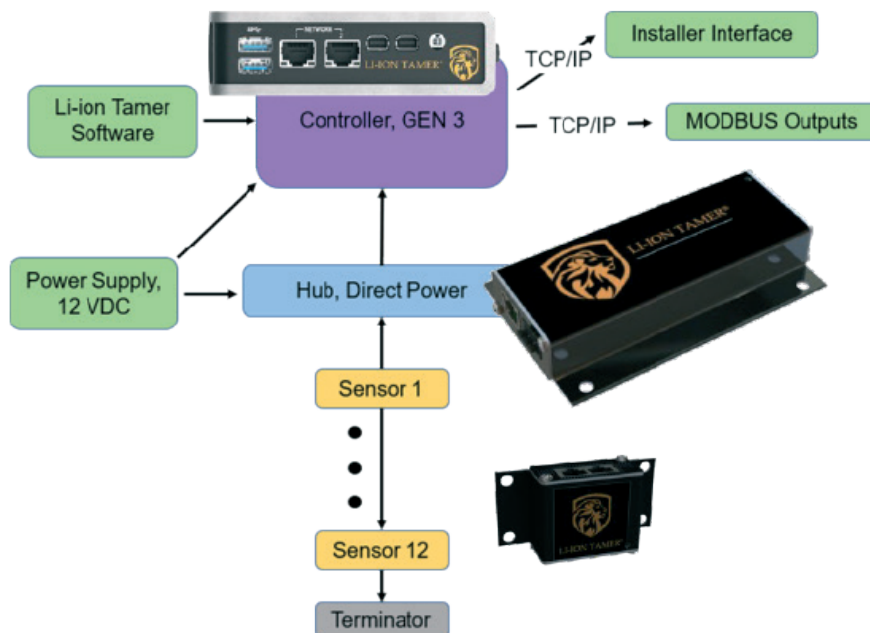 NETWORK
LI-ION TAMER®
Installer Interface
TCP/IP
Li-ion Tamer
Software
Controller, GEN 3
TCP/IP
MODBUS Outputs
LI-ION TAMER®
Power Supply,
12 VDC
Hub, Direct Power
Sensor 1
Sensor 12
LI-ION TAMER®
Terminator